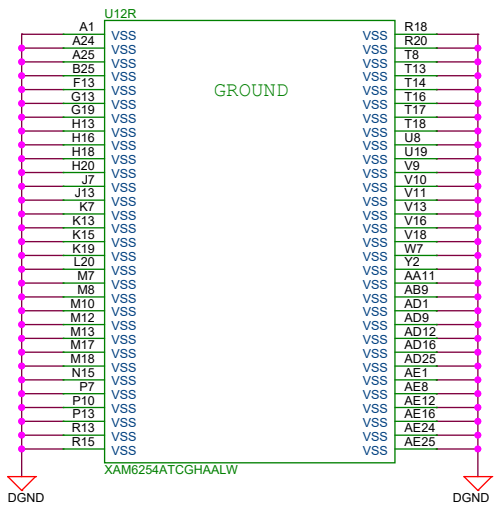 U12R
A1 VSS VSS R18
A24 VSS VSS R20
A25 VSS VSS T8
B25 VSS VSS T13
F13 VSS GROUND VSS T14
G13 VSS VSS T16
G19 VSS VSS T17
H13 VSS VSS T18
H16 VSS VSS U8
H18 VSS VSS U19
H20 VSS VSS V9
J7 VSS VSS V10
J13 VSS VSS V11
K7 VSS VSS V13
K13 VSS VSS V16
K15 VSS VSS V18
K19 VSS VSS W7
L20 VSS VSS Y2
M7 VSS VSS AA11
M8 VSS VSS AB9
M10 VSS VSS AD1
M12 VSS VSS AD9
M13 VSS VSS AD12
M17 VSS VSS AD16
M18 VSS VSS AD25
N15 VSS VSS AE1
P7 VSS VSS AE8
P10 VSS VSS AE12
P13 VSS VSS AE16
R13 VSS VSS AE24
R15 VSS VSS AE25
XAM6254ATCGHAALW
DGND DGND